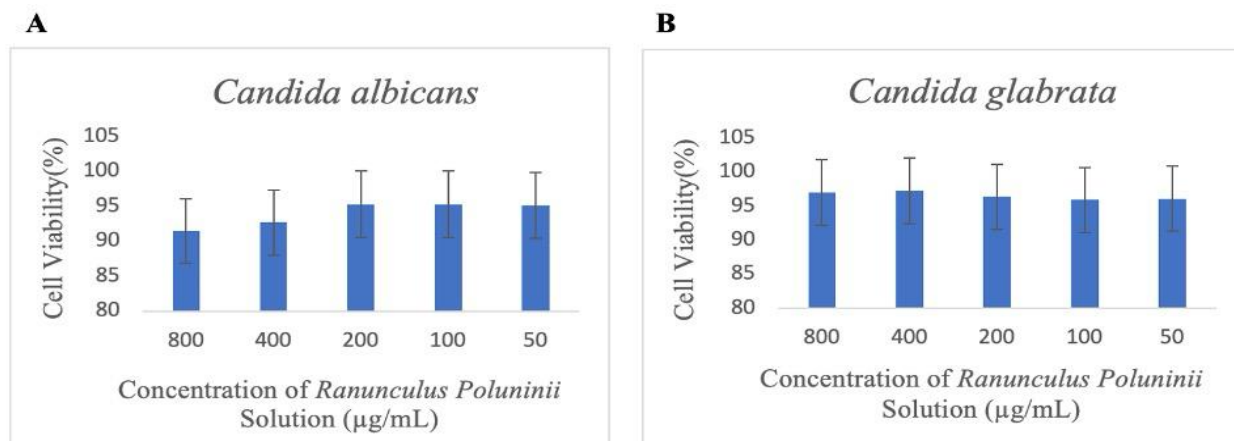 A
Candida albicans
Cell Viability(%)
105
100
95
90
85
80
800 400 200 100 50
Concentration of Ranunculus Poluninii
Solution (µg/mL)
B
Candida glabrata
Cell Viability(%)
105
100
95
90
85
80
800 400 200 100 50
Concentration of Ranunculus Poluninii
Solution (µg/mL)